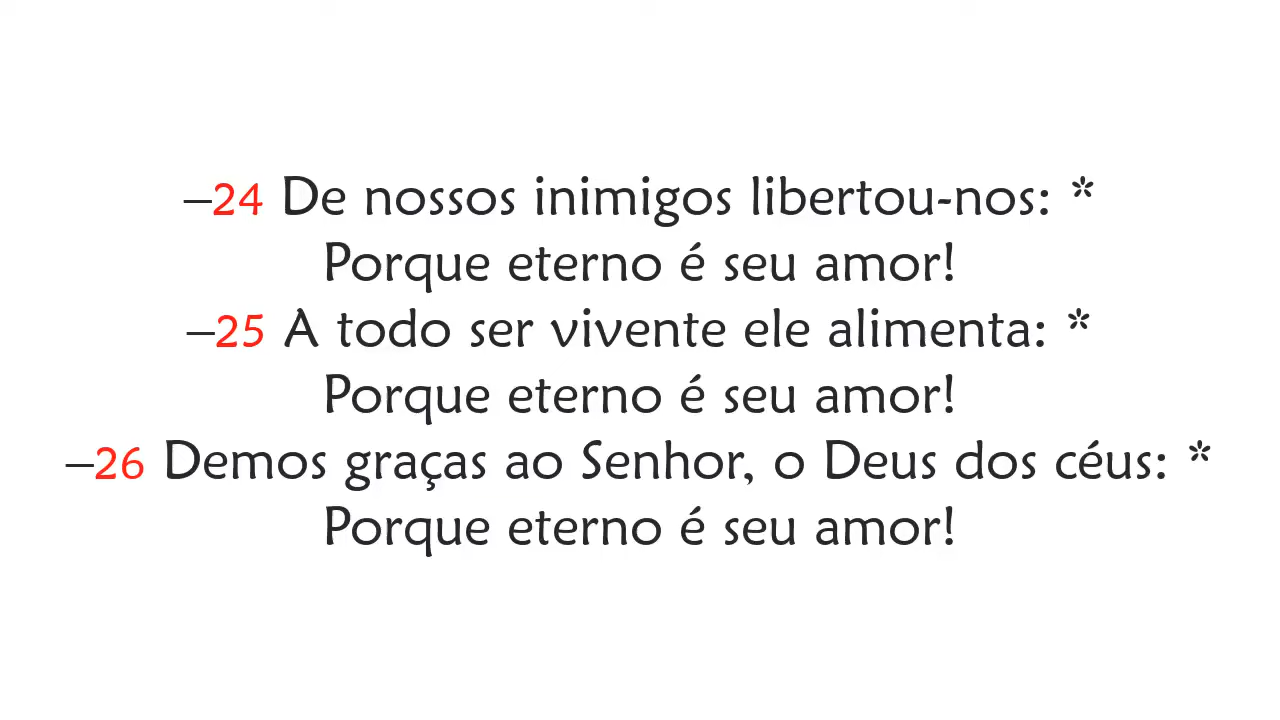 –24 De nossos inimigos libertou-nos: *
Porque eterno é seu amor!
–25 A todo ser vivente ele alimenta: *
Porque eterno é seu amor!
–26 Demos graças ao Senhor, o Deus dos céus: *
Porque eterno é seu amor!